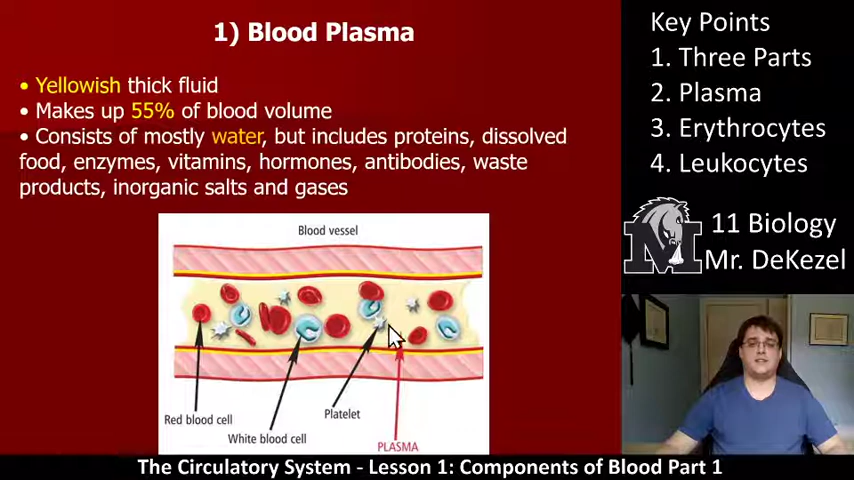 1) Blood Plasma
• Yellowish thick fluid
• Makes up 55% of blood volume
• Consists of mostly water, but includes proteins, dissolved
food, enzymes, vitamins, hormones, antibodies, waste
products, inorganic salts and gases
Blood vessel
Red blood cell
White blood cell
Platelet
PLASMA
Key Points
1. Three Parts
2. Plasma
3. Erythrocytes
4. Leukocytes
M
11 Biology
Mr. DeKezel
The Circulatory System - Lesson 1: Components of Blood Part 1